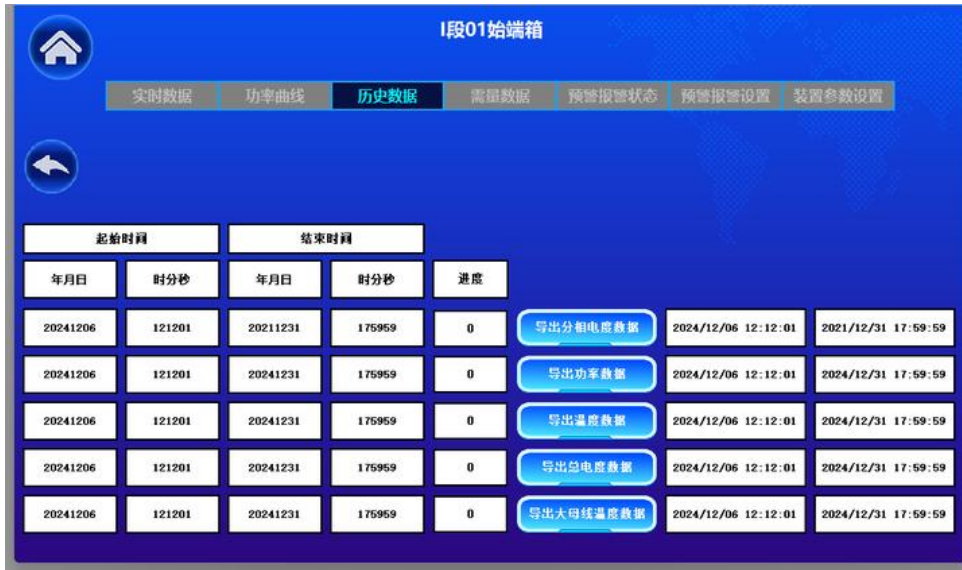 I段01始端箱
实时数据 功率曲线 历史数据 需量数据 预警报警状态 预警报警设置 装置参数设置
起始时间 结束时间
年月日 时分秒 年月日 时分秒 进度
20241206 121201 20211231 175959 0 导出分相电度数据 2024/12/06 12:12:01 2021/12/31 17:59:59
20241206 121201 20241231 175959 0 导出功率数据 2024/12/06 12:12:01 2024/12/31 17:59:59
20241206 121201 20241231 175959 0 导出温度数据 2024/12/06 12:12:01 2024/12/31 17:59:59
20241206 121201 20241231 175959 0 导出总电度数据 2024/12/06 12:12:01 2024/12/31 17:59:59
20241206 121201 20241231 175959 0 导出大母线温度数据 2024/12/06 12:12:01 2024/12/31 17:59:59